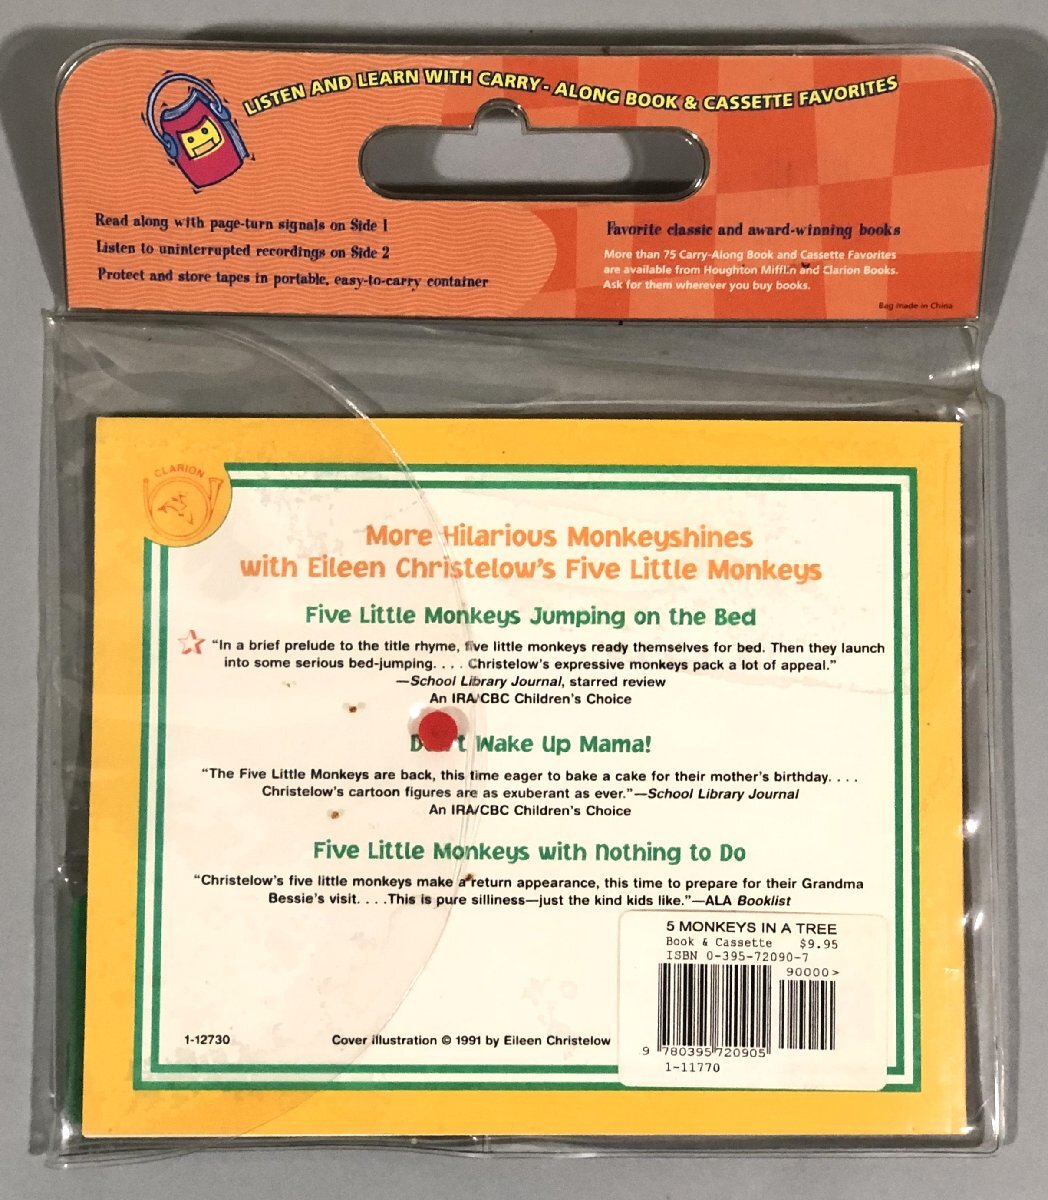 LISTEN AND LEARN WITH CARRY-ALONG BOOK & CASSETTE FAVORITES
Read along with page-turn signals on Side 1
Listen to uninterrupted recordings on Side 2
Protect and store tapes in portable, easy-to-carry container
Favorite classic and award-winning books
More than 75 Carry-Along Book and Cassette Favorites
are available from Houghton Mifflin and Clarion Books.
Ask for them wherever you buy books.
Bag made in China
CLARION
More Hilarious Monkeyshines
with Eileen Christelow's Five Little Monkeys
Five Little Monkeys Jumping on the Bed
“In a brief prelude to the title rhyme, five little monkeys ready themselves for bed. Then they launch
into some serious bed-jumping. . . . Christelow's expressive monkeys pack a lot of appeal.”
—School Library Journal, starred review
An IRA/CBC Children's Choice
Don't Wake Up Mama!
“The Five Little Monkeys are back, this time eager to bake a cake for their mother's birthday. . . .
Christelow's cartoon figures are as exuberant as ever.”—School Library Journal
An IRA/CBC Children's Choice
Five Little Monkeys with Nothing to Do
“Christelow's five little monkeys make a return appearance, this time to prepare for their Grandma
Bessie's visit. . . .This is pure silliness—just the kind kids like.”—ALA Booklist
5 MONKEYS IN A TREE
Book & Cassette $9.95
ISBN 0-395-72090-7
90000>
9 780395 720905
1-11770
1-12730
Cover illustration © 1991 by Eileen Christelow